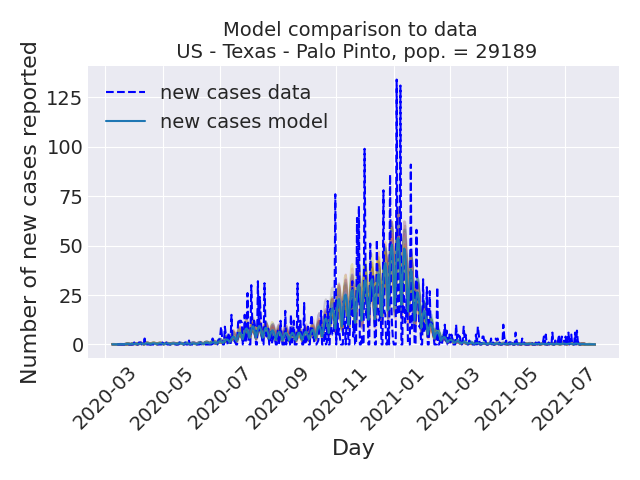 Model comparison to data
US - Texas - Palo Pinto, pop. = 29189
Number of new cases reported
125
100
75
50
25
0
new cases data
new cases model
2020-03
2020-05
2020-07
2020-09
2020-11
2021-01
2021-03
2021-05
2021-07
Day